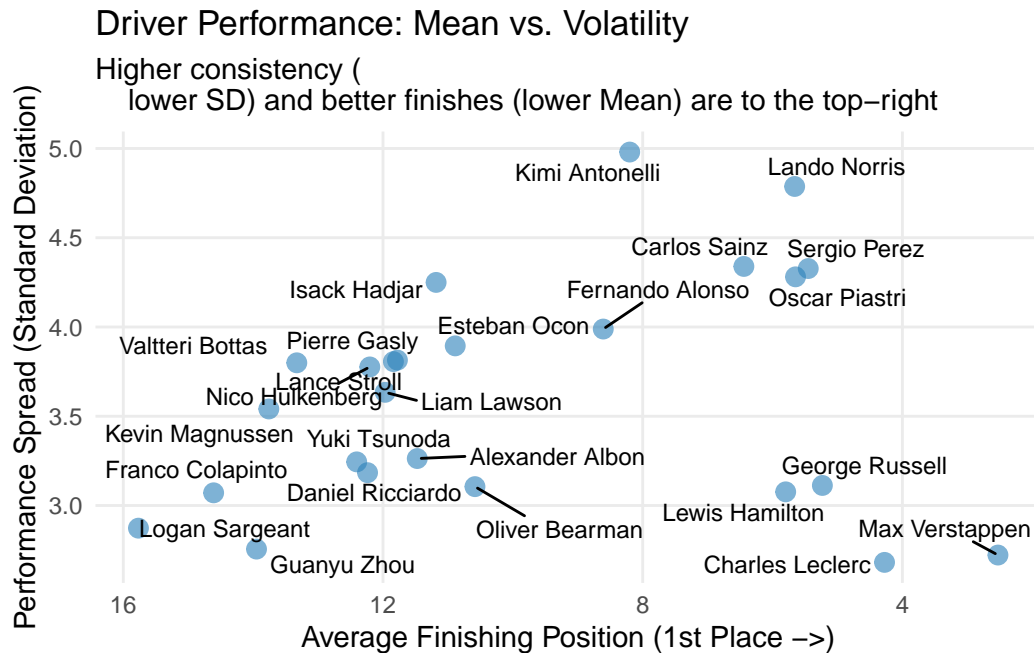 Driver Performance: Mean vs. Volatility
Higher consistency (
lower SD) and better finishes (lower Mean) are to the top−right
Performance Spread (Standard Deviation)
5.0
4.5
4.0
3.5
3.0
Kimi Antonelli
Lando Norris
Carlos Sainz
Sergio Perez
Isack Hadjar
Fernando Alonso
Oscar Piastri
Esteban Ocon
Valtteri Bottas
Pierre Gasly
Lance Stroll
Nico Hulkenberg
Liam Lawson
Kevin Magnussen
Yuki Tsunoda
Alexander Albon
George Russell
Franco Colapinto
Daniel Ricciardo
Lewis Hamilton
Logan Sargeant
Oliver Bearman
Max Verstappen
Guanyu Zhou
Charles Leclerc
16
12
8
4
Average Finishing Position (1st Place −>)